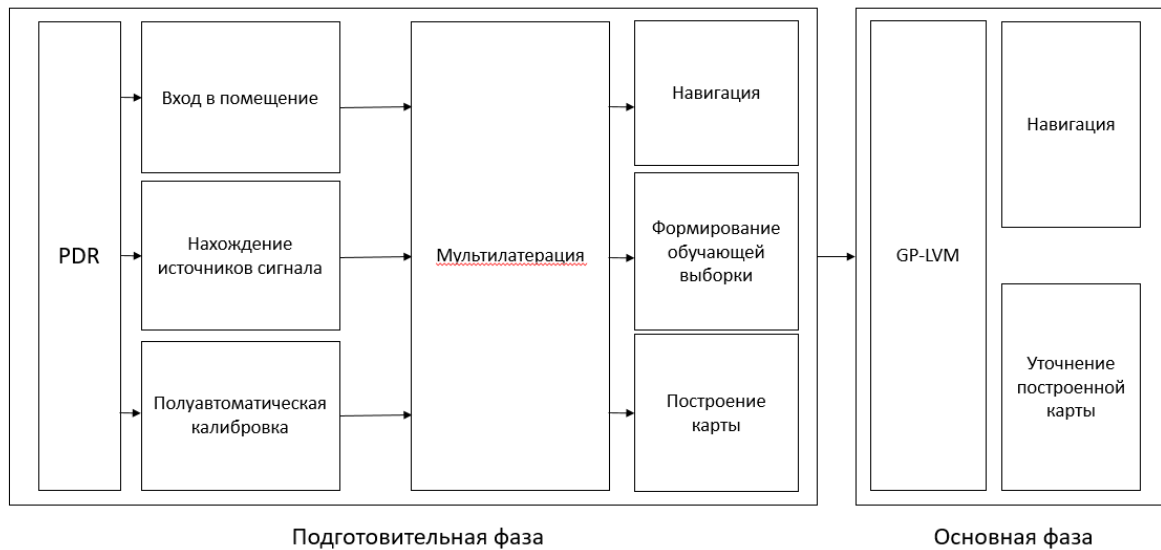 PDR
Вход в помещение
Нахождение
источников сигнала
Полуавтоматическая
калибровка
Мультилатерация
Навигация
Формирование
обучающей
выборки
Построение
карты
GP-LVM
Навигация
Уточнение
построенной
карты
Подготовительная фаза
Основная фаза